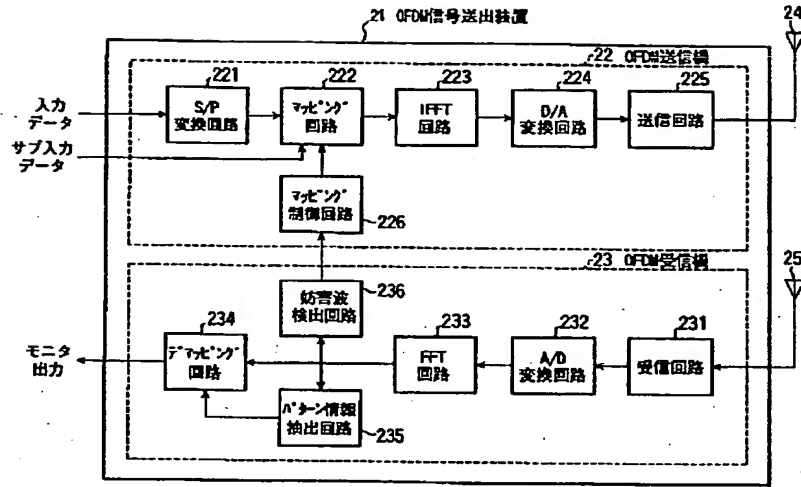 21 OFDM信号送出装置
24
22 OFDM送信機
221
222
223
224
225
入力
データ
S/P
変換回路
マッピング
回路
IFFT
回路
D/A
変換回路
送信回路
サブ入力
データ
マッピング
制御回路
226
23 OFDM受信機
25
妨害波
検出回路
236
234
233
232
231
モニタ
出力
デマッピング
回路
FFT
回路
A/D
変換回路
受信回路
パターン情報
抽出回路
235